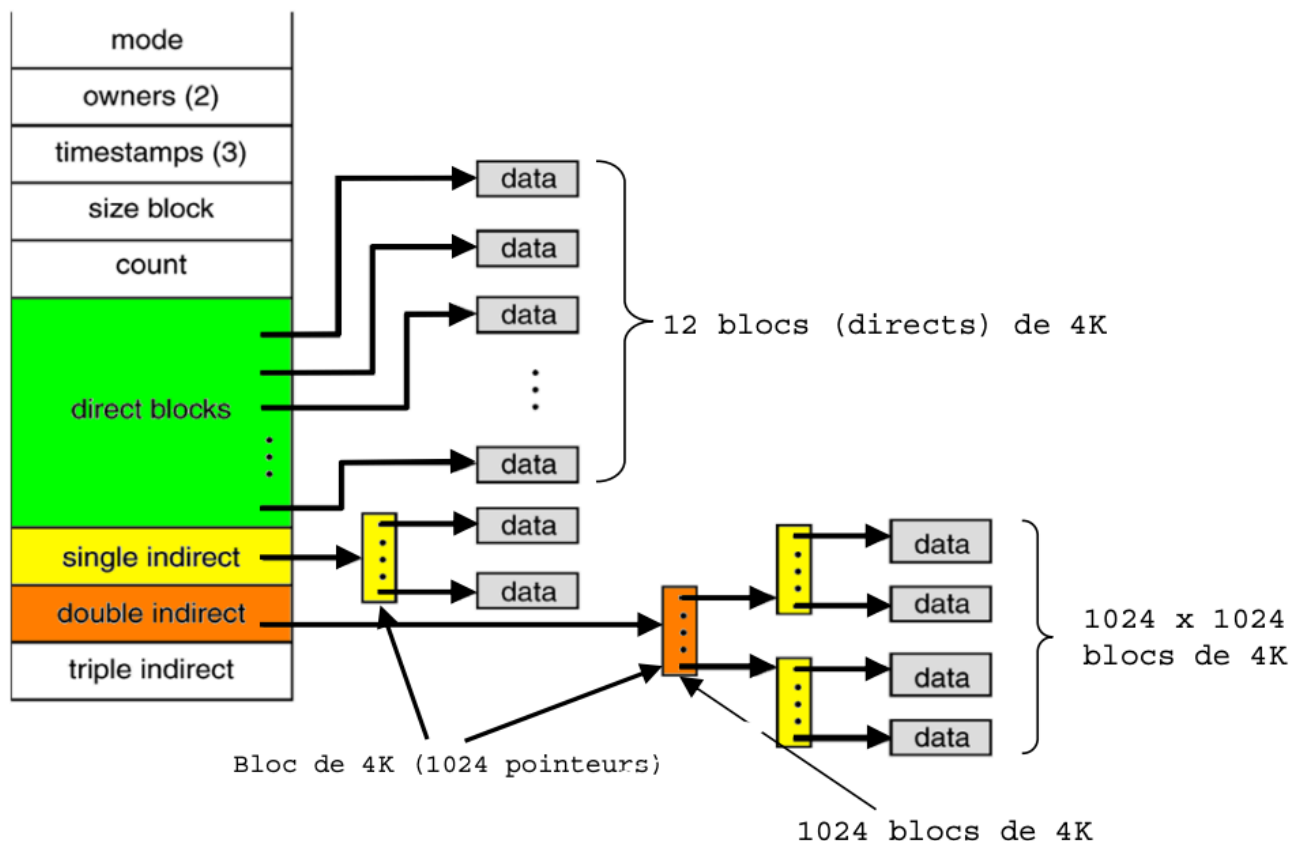 mode
owners (2)
timestamps (3)
size block
count
direct blocks
single indirect
double indirect
triple indirect
data
data
data
data
12 blocs (directs) de 4K
data
data
data
data
data
data
1024 x 1024
blocs de 4K
Bloc de 4K (1024 pointeurs)
1024 blocs de 4K